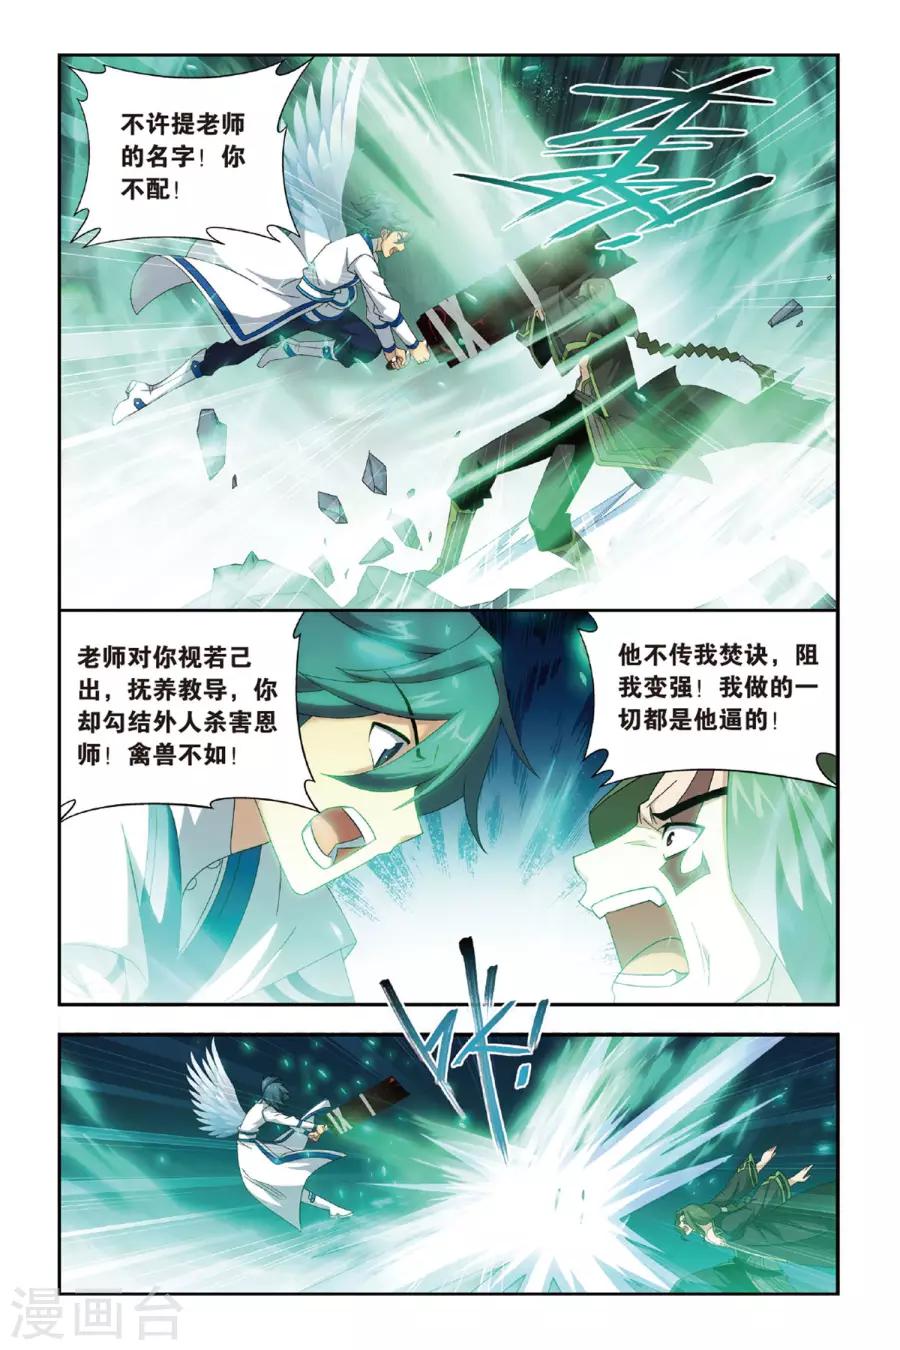 不许提老师
的名字！你
不配！
老师对你视若己
出，抚养教导，你
却勾结外人杀害恩
师！禽兽不如！
他不传我焚诀，阻
我变强！我做的一
切都是他逼的！
漫画台